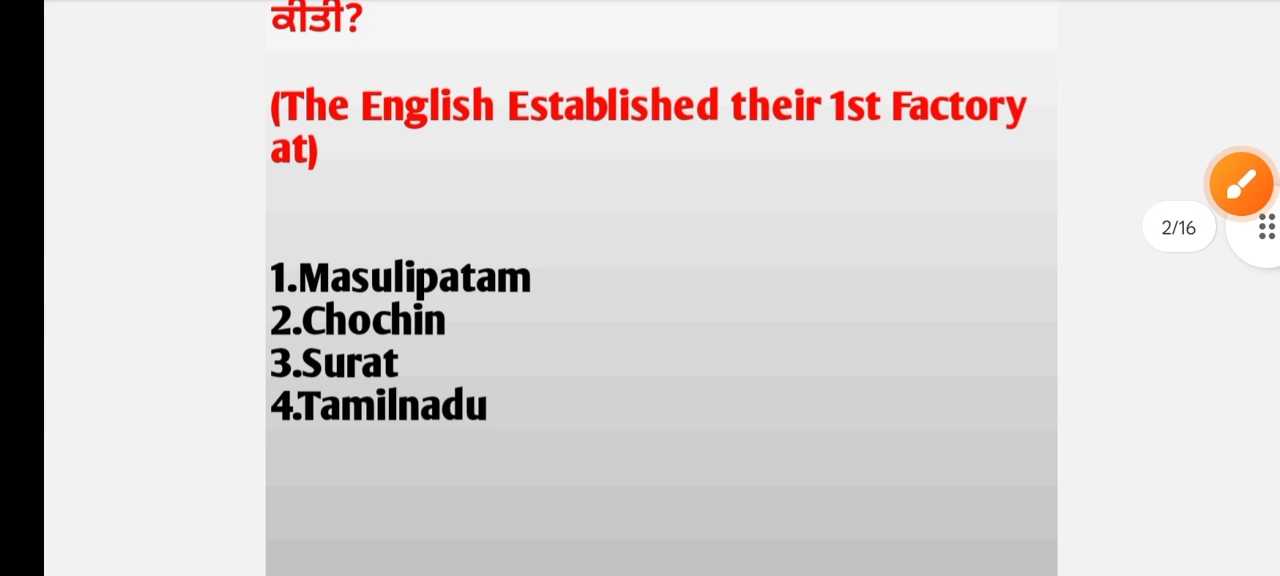 ਕੀਤੀ?
(The English Established their 1st Factory
at)
1.Masulipatam
2.Chochin
3.Surat
4.Tamilnadu
2/16